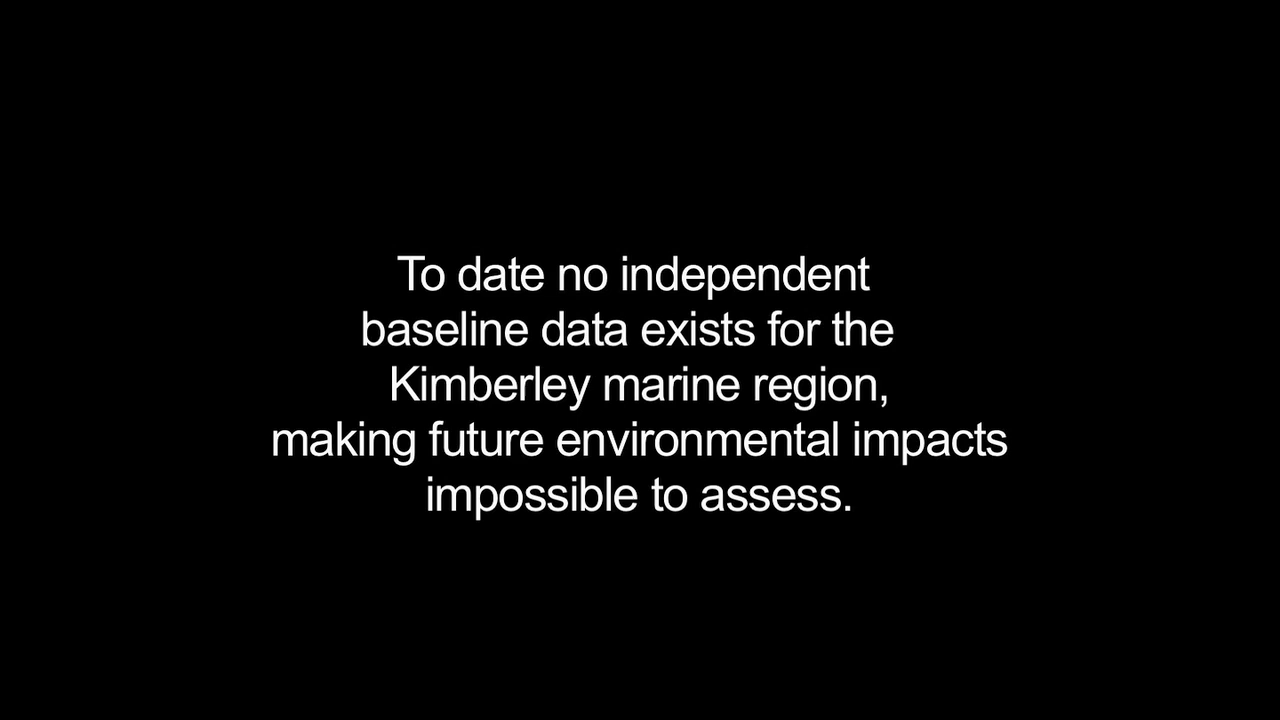 To date no independent
baseline data exists for the
Kimberley marine region,
making future environmental impacts
impossible to assess.